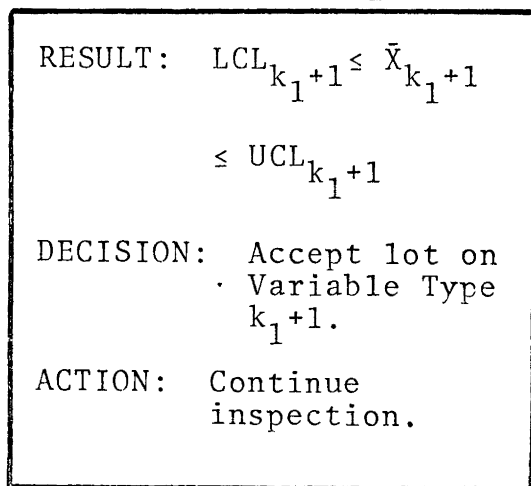 RESULT: LCL_{k_1+1} ≤ X̄_{k_1+1}
≤ UCL_{k_1+1}
DECISION: Accept lot on
Variable Type
k_1+1.
ACTION: Continue
inspection.